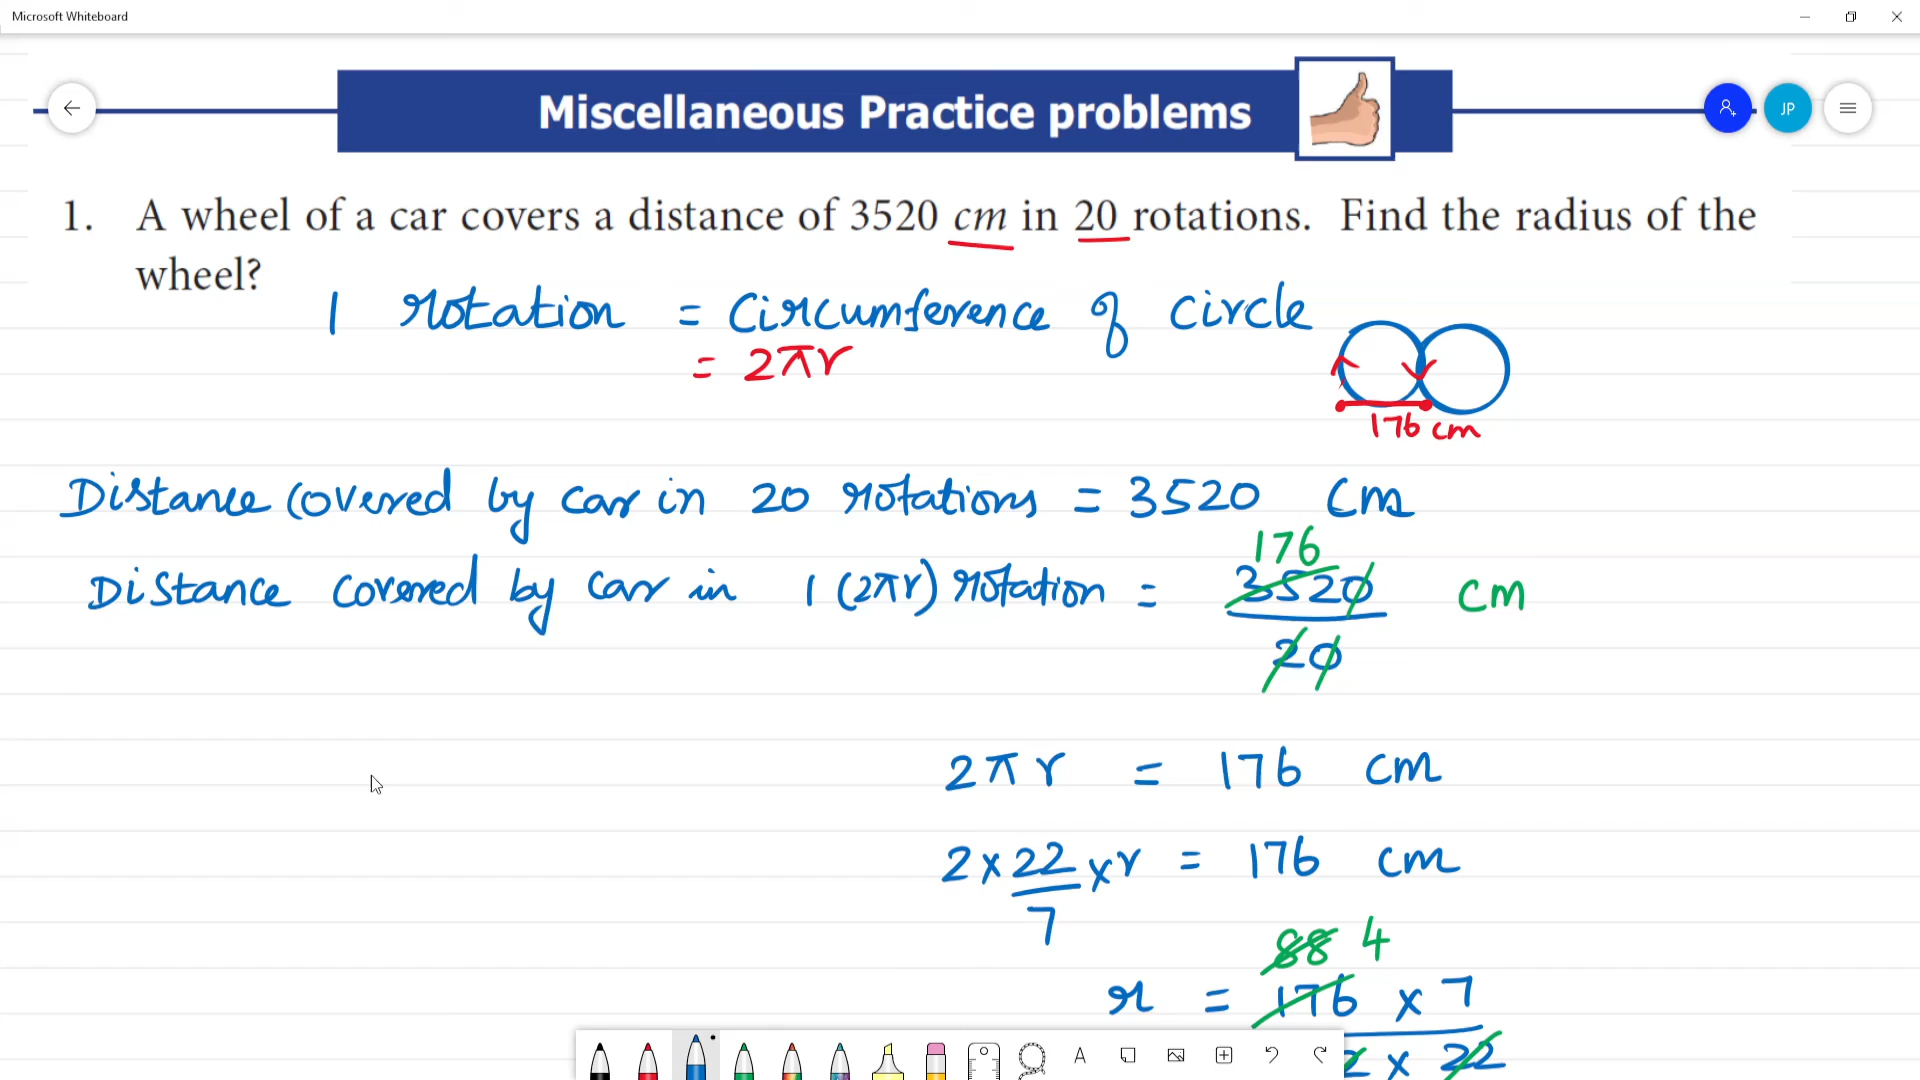 Microsoft Whiteboard
Miscellaneous Practice problems
JP
1. A wheel of a car covers a distance of 3520 cm in 20 rotations. Find the radius of the
wheel?
1 rotation = Circumference of circle
= 2πr
176 cm
Distance Covered by car in 20 rotations = 3520 Cm
176
Distance covered by car in 1 (2πr) rotation = 3520 cm
20
2πr = 176 cm
2 × 22 × r = 176 cm
7
88 4
r = 176 × 7
2 × 22
A